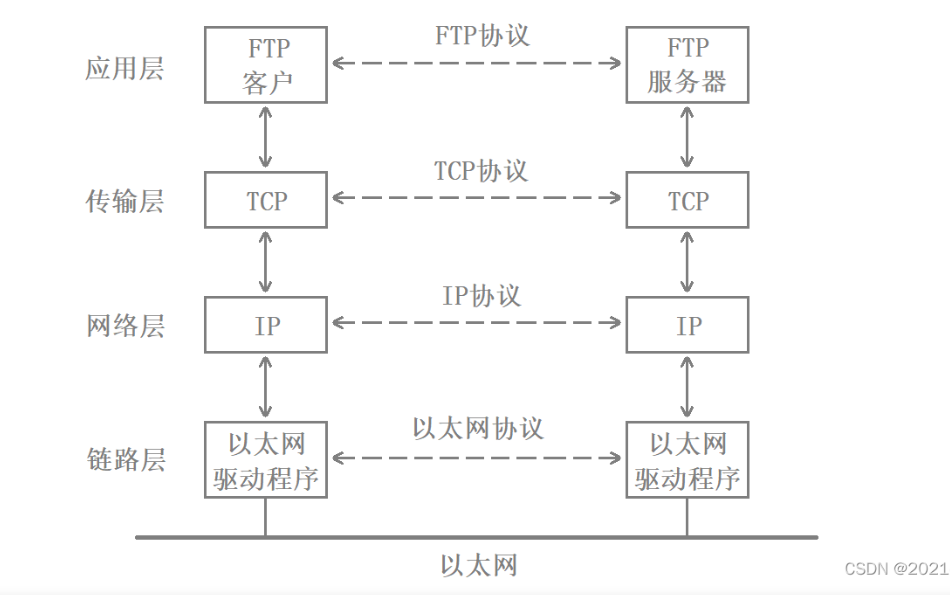 FTP协议
应用层
FTP
客户
FTP
服务器
TCP协议
传输层
TCP
TCP
IP协议
网络层
IP
IP
以太网协议
链路层
以太网
驱动程序
以太网
驱动程序
以太网
CSDN @2021